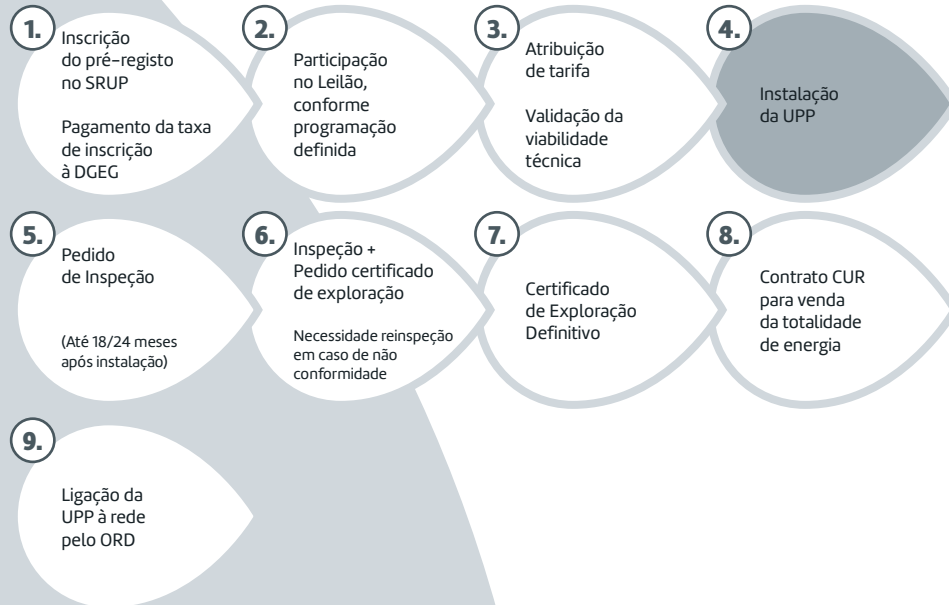 1.
Inscrição
do pré-registo
no SRUP
Pagamento da taxa
de inscrição
à DGEG
2.
Participação
no Leilão,
conforme
programação
definida
3.
Atribuição
de tarifa
Validação da
viabilidade
técnica
4.
Instalação
da UPP
5.
Pedido
de Inspeção
(Até 18/24 meses
após instalação)
6.
Inspeção +
Pedido certificado
de exploração
Necessidade reinspeção
em caso de não
conformidade
7.
Certificado
de Exploração
Definitivo
8.
Contrato CUR
para venda
da totalidade
de energia
9.
Ligação da
UPP à rede
pelo ORD